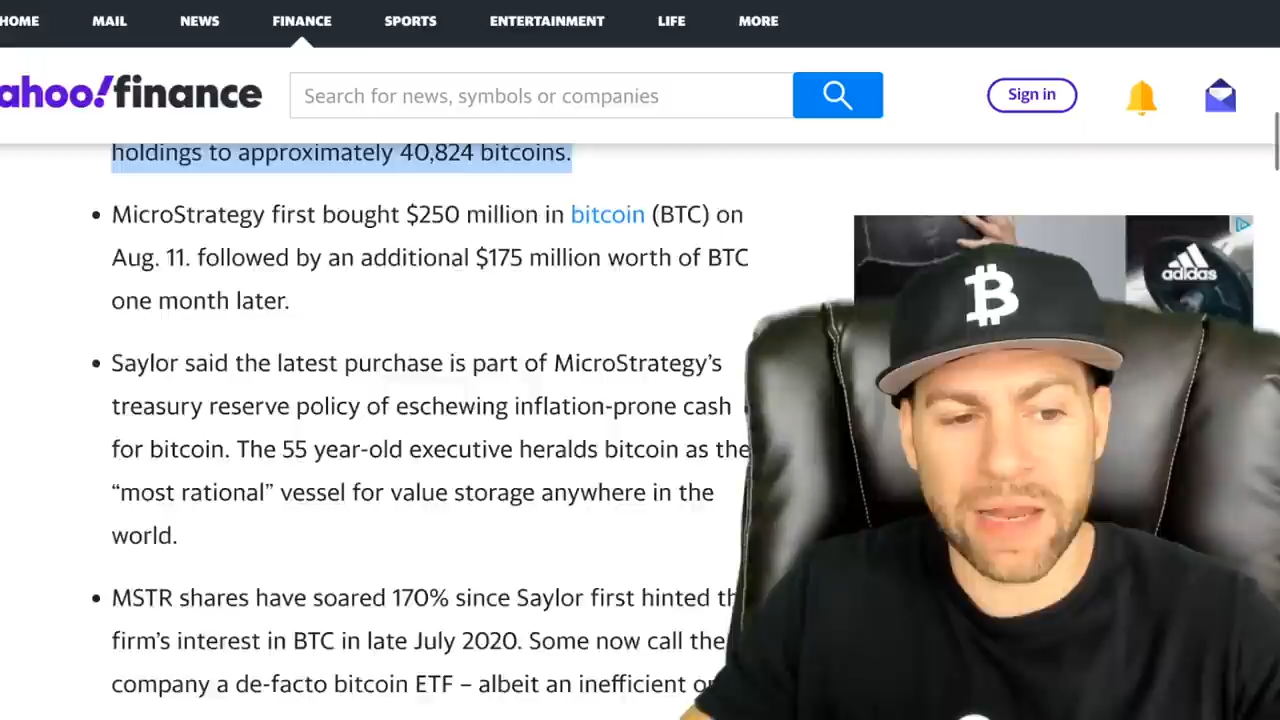 HOME MAIL NEWS FINANCE SPORTS ENTERTAINMENT LIFE MORE
ahoo!finance Search for news, symbols or companies Sign in
holdings to approximately 40,824 bitcoins.
• MicroStrategy first bought $250 million in bitcoin (BTC) on
Aug. 11. followed by an additional $175 million worth of BTC
one month later.
adidas
• Saylor said the latest purchase is part of MicroStrategy’s
treasury reserve policy of eschewing inflation-prone cash
for bitcoin. The 55 year-old executive heralds bitcoin as the
“most rational” vessel for value storage anywhere in the
world.
• MSTR shares have soared 170% since Saylor first hinted
firm’s interest in BTC in late July 2020. Some now call the
company a de-facto bitcoin ETF – albeit an inefficient